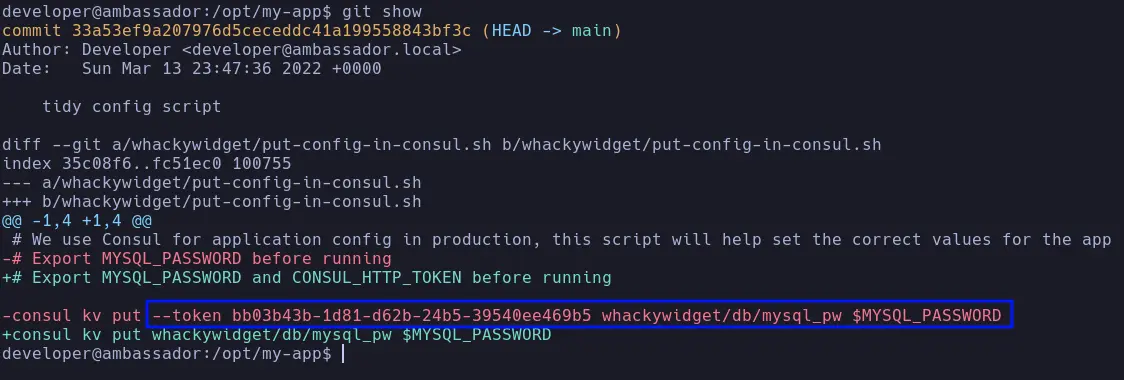 developer@ambassador:/opt/my-app$ git show
commit 33a53ef9a207976d5ceceddc41a199558843bf3c (HEAD -> main)
Author: Developer <developer@ambassador.local>
Date:   Sun Mar 13 23:47:36 2022 +0000
    tidy config script
diff --git a/whackywidget/put-config-in-consul.sh b/whackywidget/put-config-in-consul.sh
index 35c08f6..fc51ec0 100755
--- a/whackywidget/put-config-in-consul.sh
+++ b/whackywidget/put-config-in-consul.sh
@@ -1,4 +1,4 @@
 # We use Consul for application config in production, this script will help set the correct values for the app
-# Export MYSQL_PASSWORD before running
+# Export MYSQL_PASSWORD and CONSUL_HTTP_TOKEN before running
-consul kv put --token bb03b43b-1d81-d62b-24b5-39540ee469b5 whackywidget/db/mysql_pw $MYSQL_PASSWORD
+consul kv put whackywidget/db/mysql_pw $MYSQL_PASSWORD
developer@ambassador:/opt/my-app$